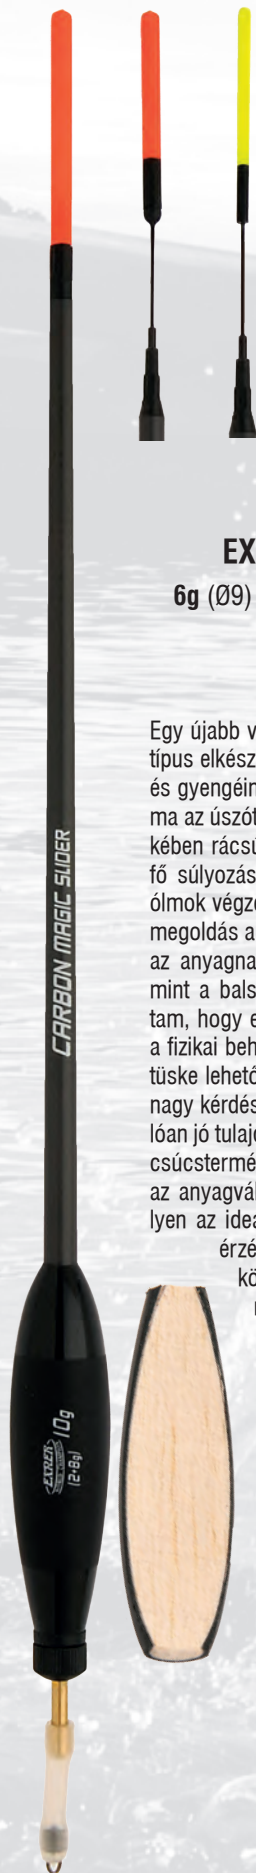 EX
6g (Ø9)
Egy újabb v
típus elkész
és gyengéin
ma az úszót
kében rácsú
fő súlyozás
ólmok végz
megoldás a
az anyagna
mint a bals
tam, hogy e
a fizikai beh
tüske lehető
nagy kérdés
lóan jó tulajd
csúcstermé
az anyagvál
lyen az idea
érzé
kö
CARBON MAGIC SLIDER
EXNER
10g
(2+8g)